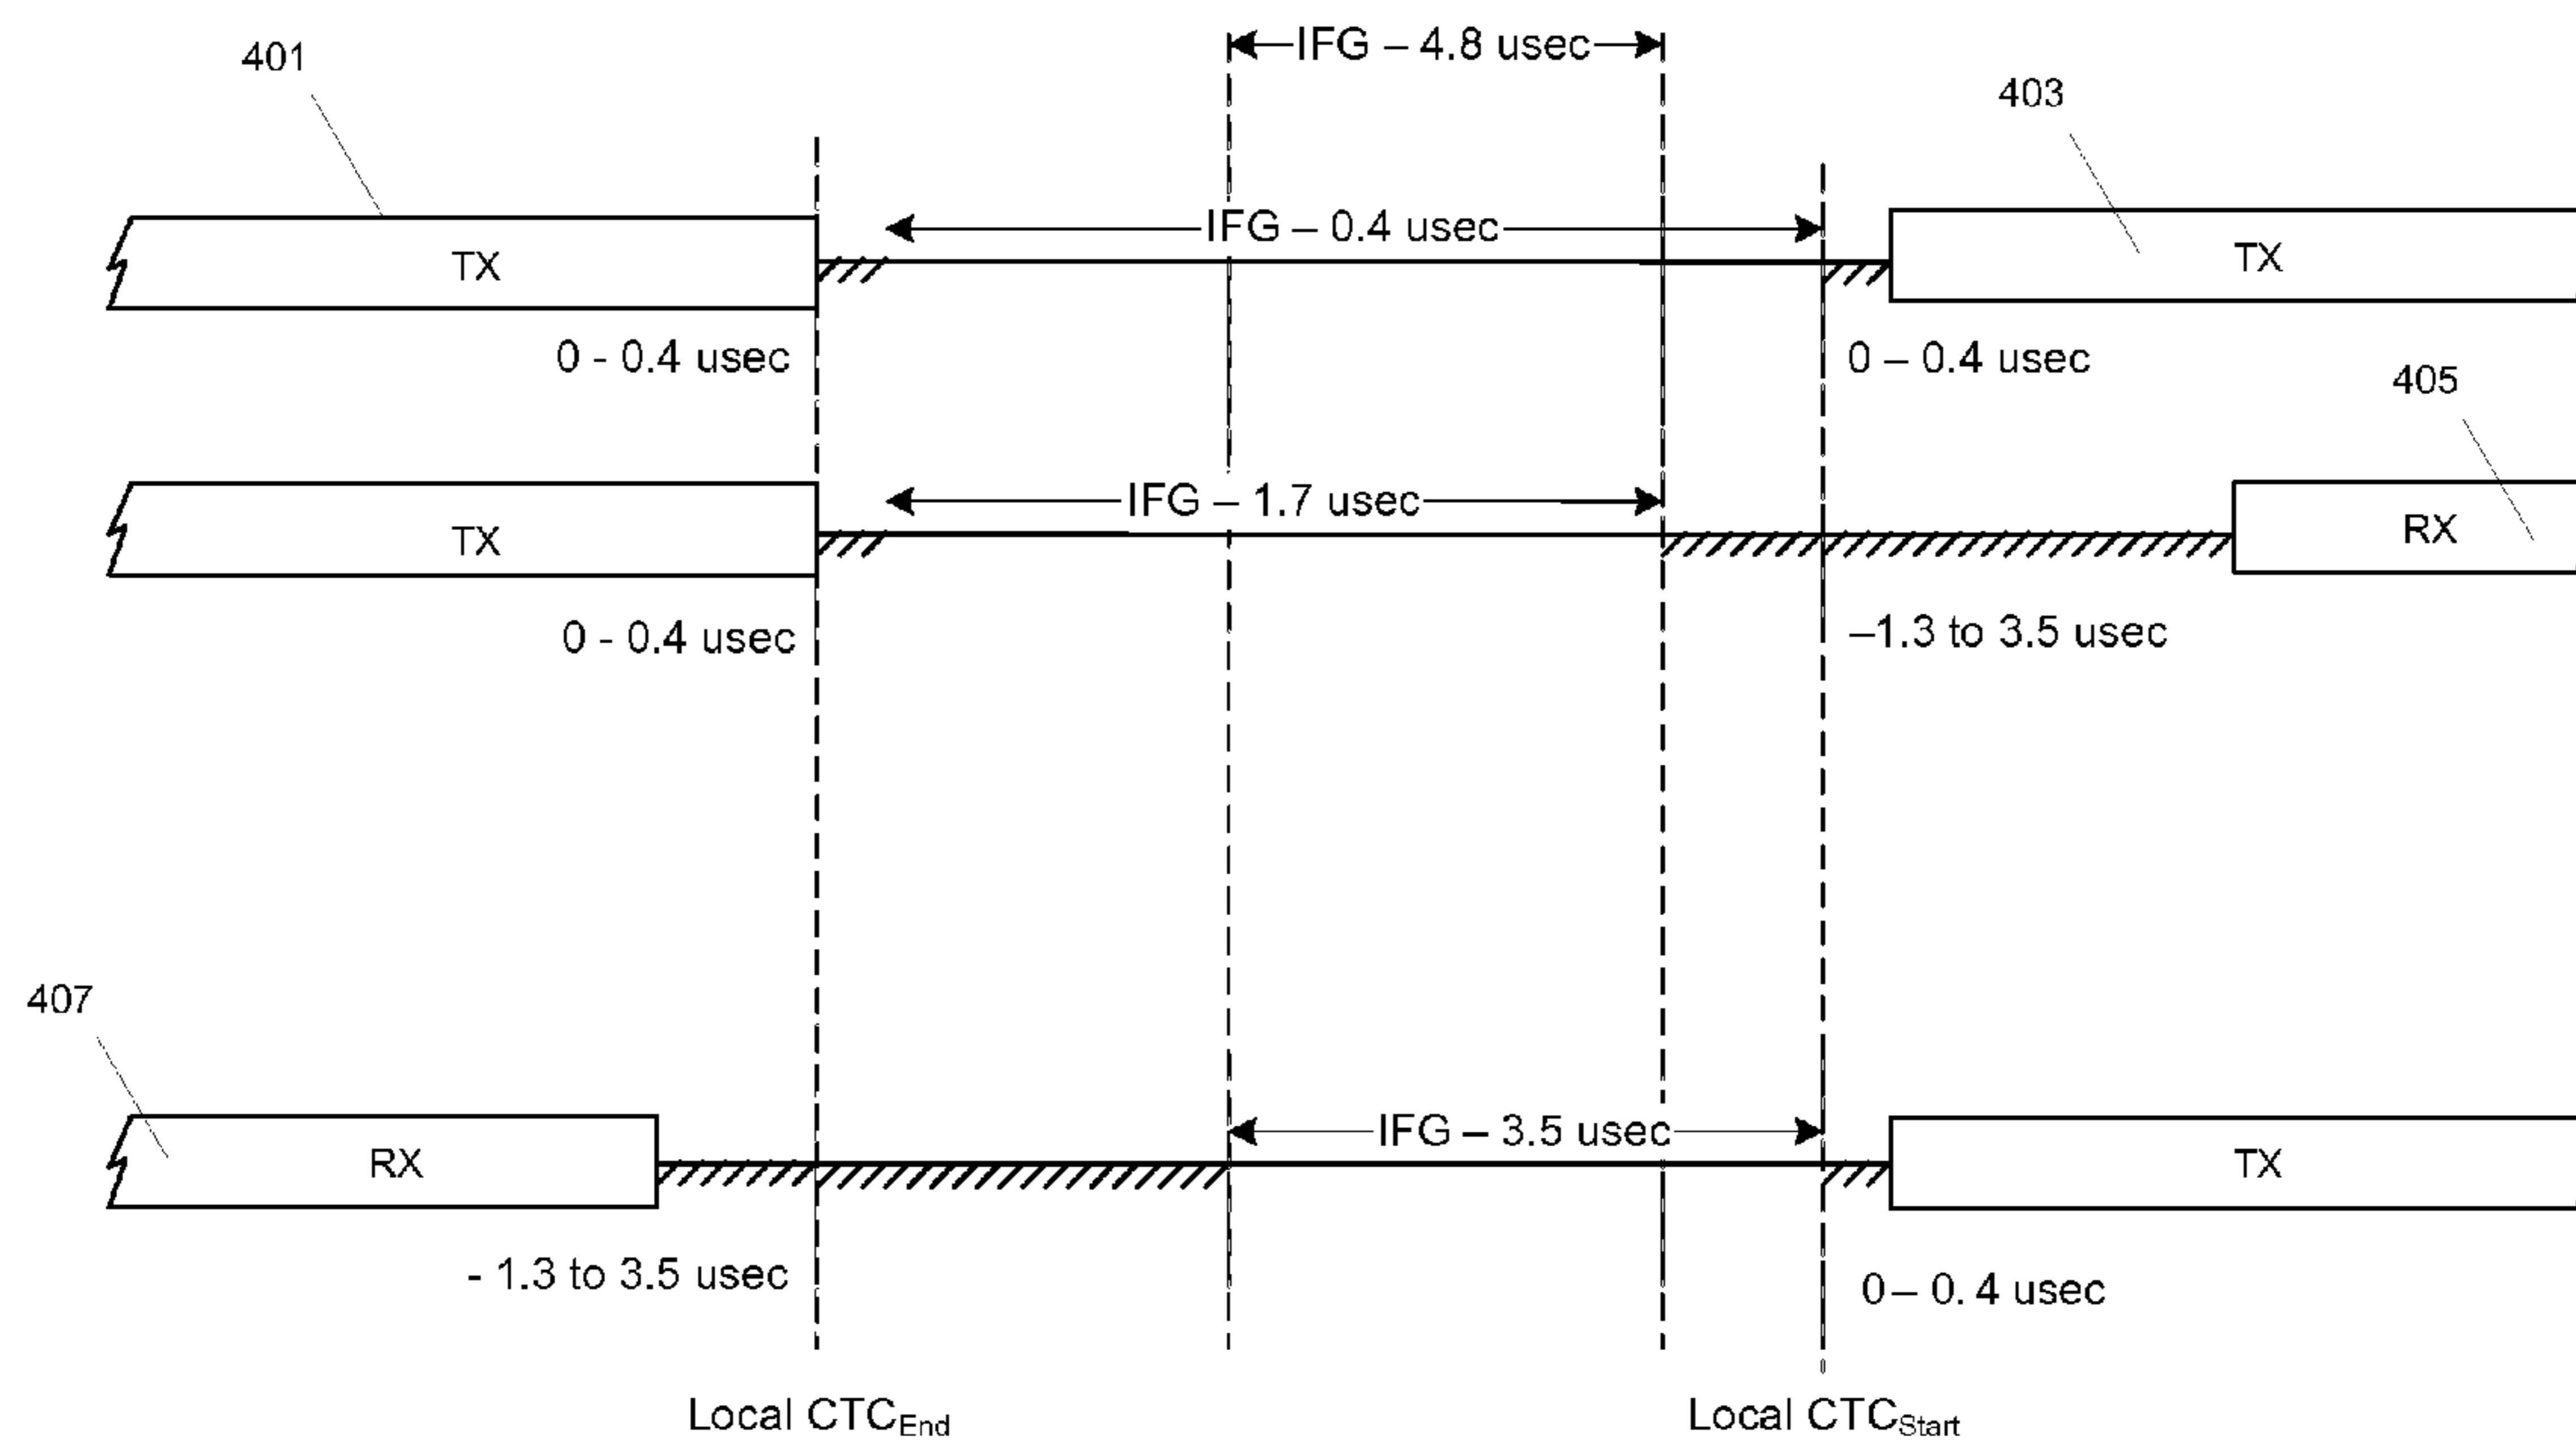 IFG – 4.8 usec
401
403
IFG – 0.4 usec
TX
TX
0 - 0.4 usec
0 – 0.4 usec
405
IFG – 1.7 usec
TX
RX
0 - 0.4 usec
–1.3 to 3.5 usec
407
IFG – 3.5 usec
RX
TX
- 1.3 to 3.5 usec
0– 0. 4 usec
Local CTCEnd
Local CTCStart